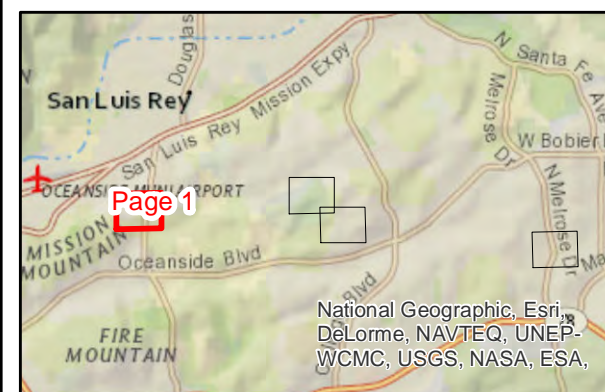 Douglas
San Luis Rey
San Luis Rey Mission Expy
N Santa Fe Ave
Melrose Dr
W Bobier
OCEANSIDE MUNI AIRPORT
Page 1
N Melrose Dr
MISSION
MOUNTAIN
Oceanside Blvd
Ma
Blvd
FIRE
MOUNTAIN
National Geographic, Esri,
DeLorme, NAVTEQ, UNEP-
WCMC, USGS, NASA, ESA,